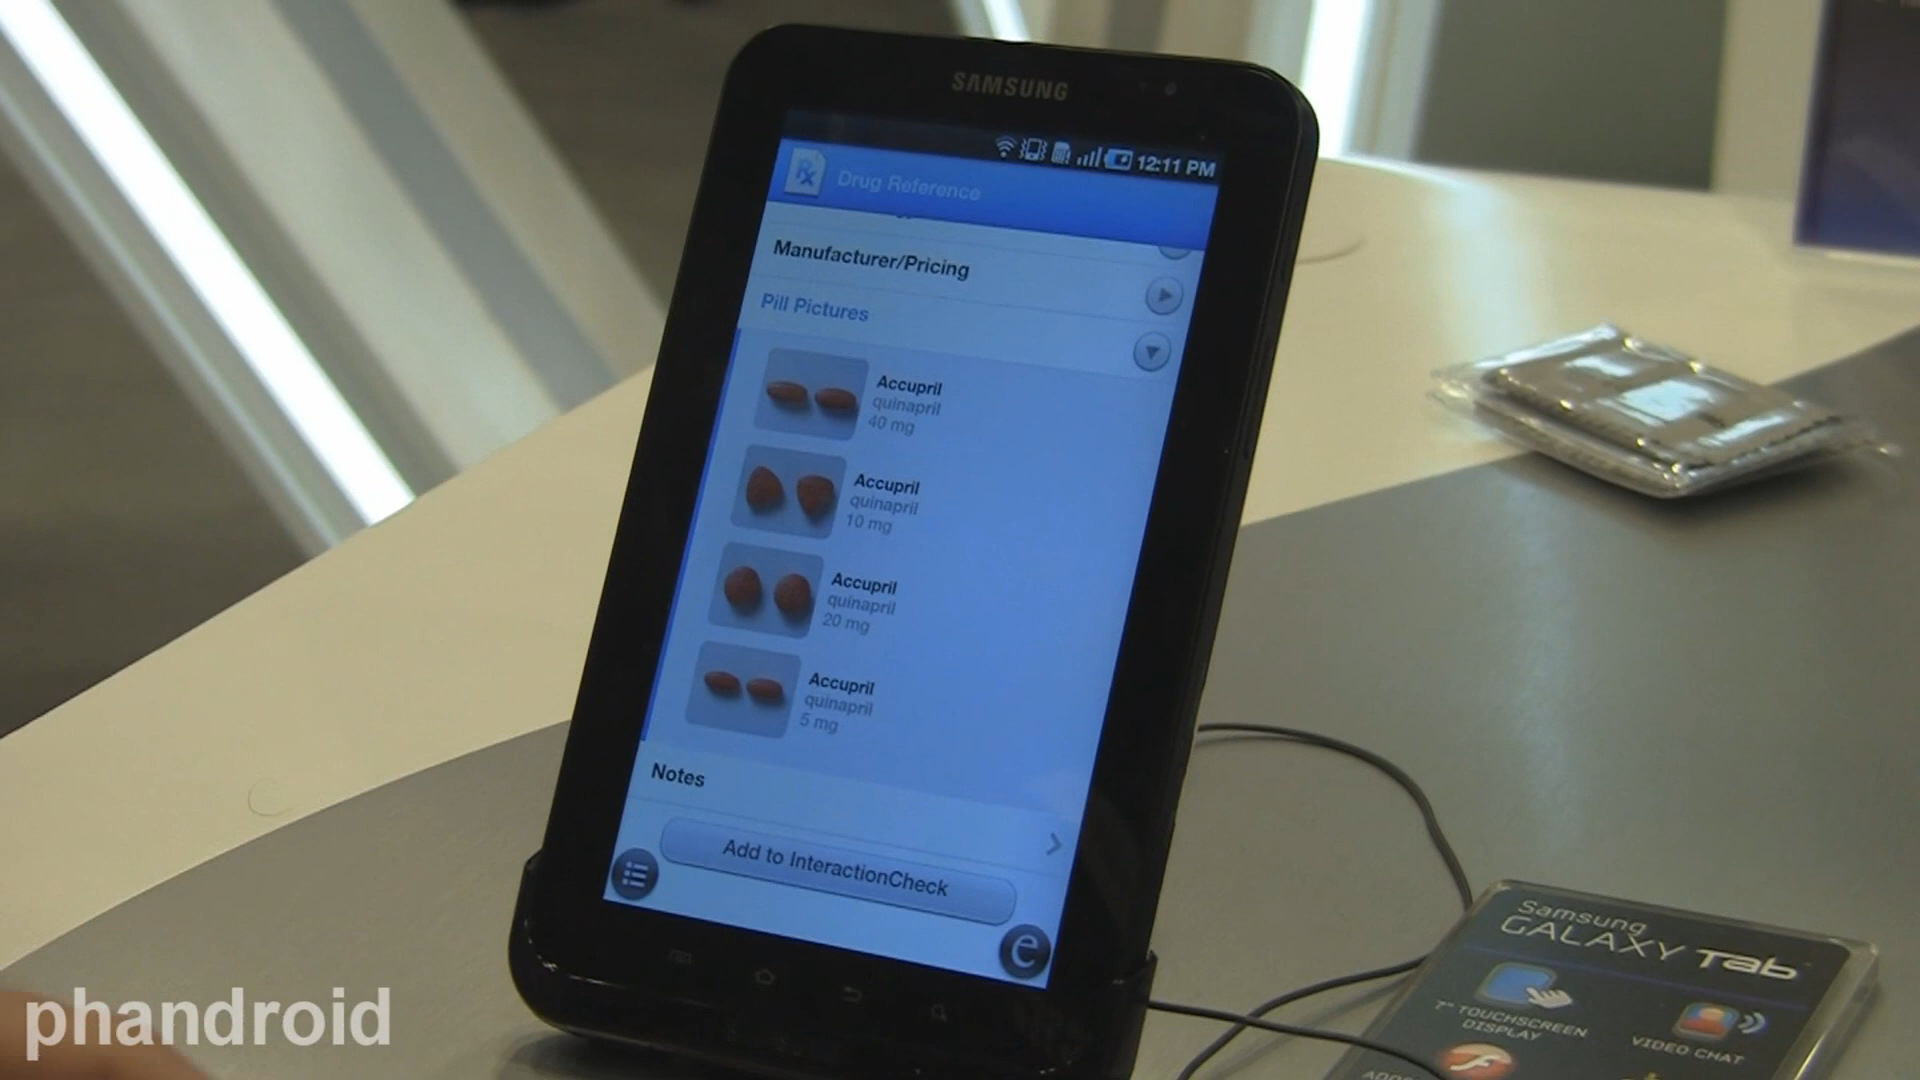 SAMSUNG
12:11 PM
Drug Reference
Manufacturer/Pricing
Pill Pictures
Accupril
quinapril
40 mg
Accupril
quinapril
10 mg
Accupril
quinapril
20 mg
Accupril
quinapril
5 mg
Notes
Add to InteractionCheck
e
Samsung
GALAXY Tab
7" TOUCHSCREEN
DISPLAY
VIDEO CHAT
phandroid